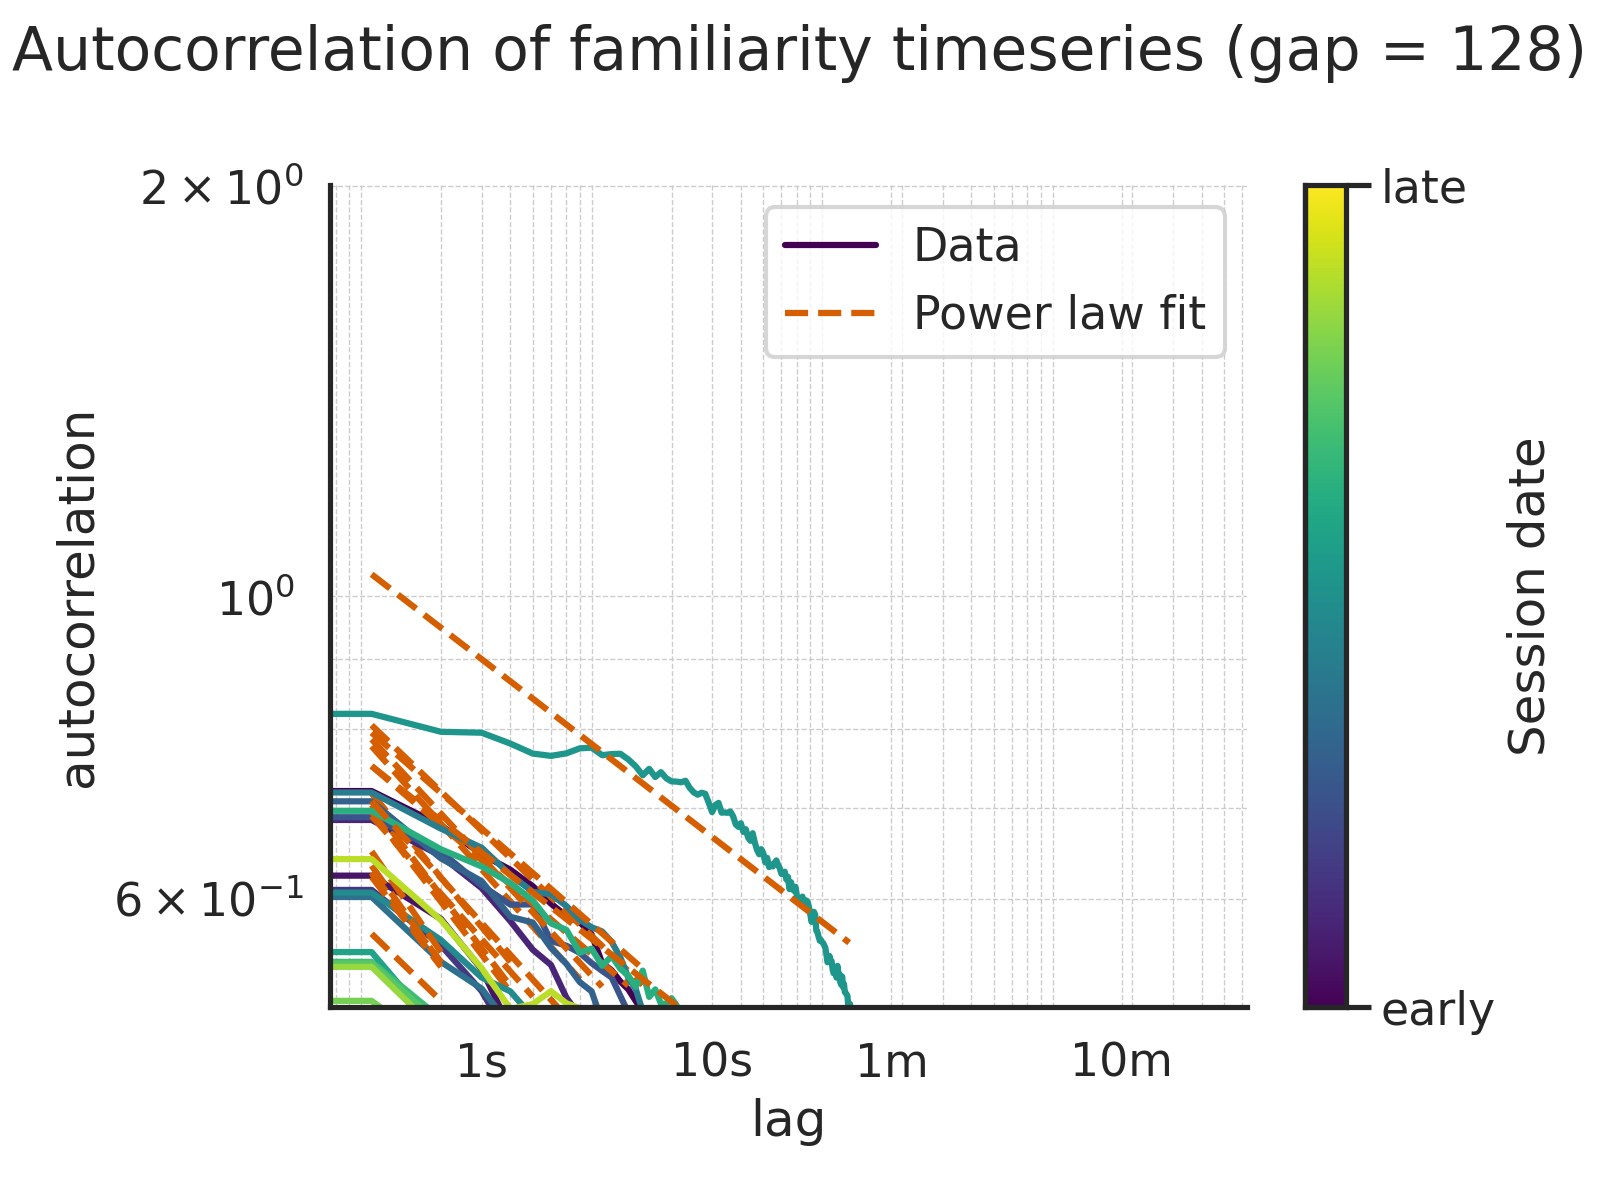 Autocorrelation of familiarity timeseries (gap = 128)
2 × 10⁰
10⁰
6 × 10⁻¹
autocorrelation
Data
Power law fit
1s
10s
1m
10m
lag
late
early
Session date